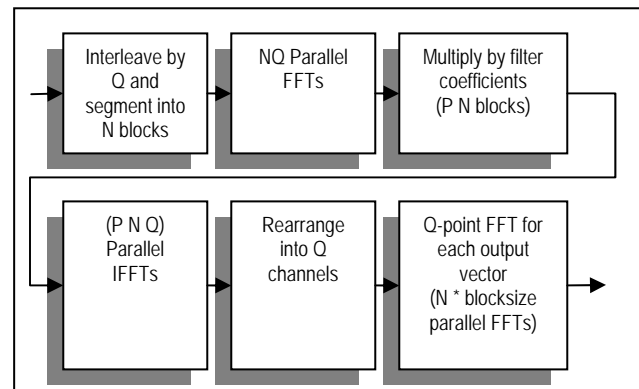 Interleave by
Q and
segment into
N blocks
NQ Parallel
FFTs
Multiply by filter
coefficients
(P N blocks)
(P N Q)
Parallel
IFFTs
Rearrange
into Q
channels
Q-point FFT for
each output
vector
(N * blocksize
parallel FFTs)